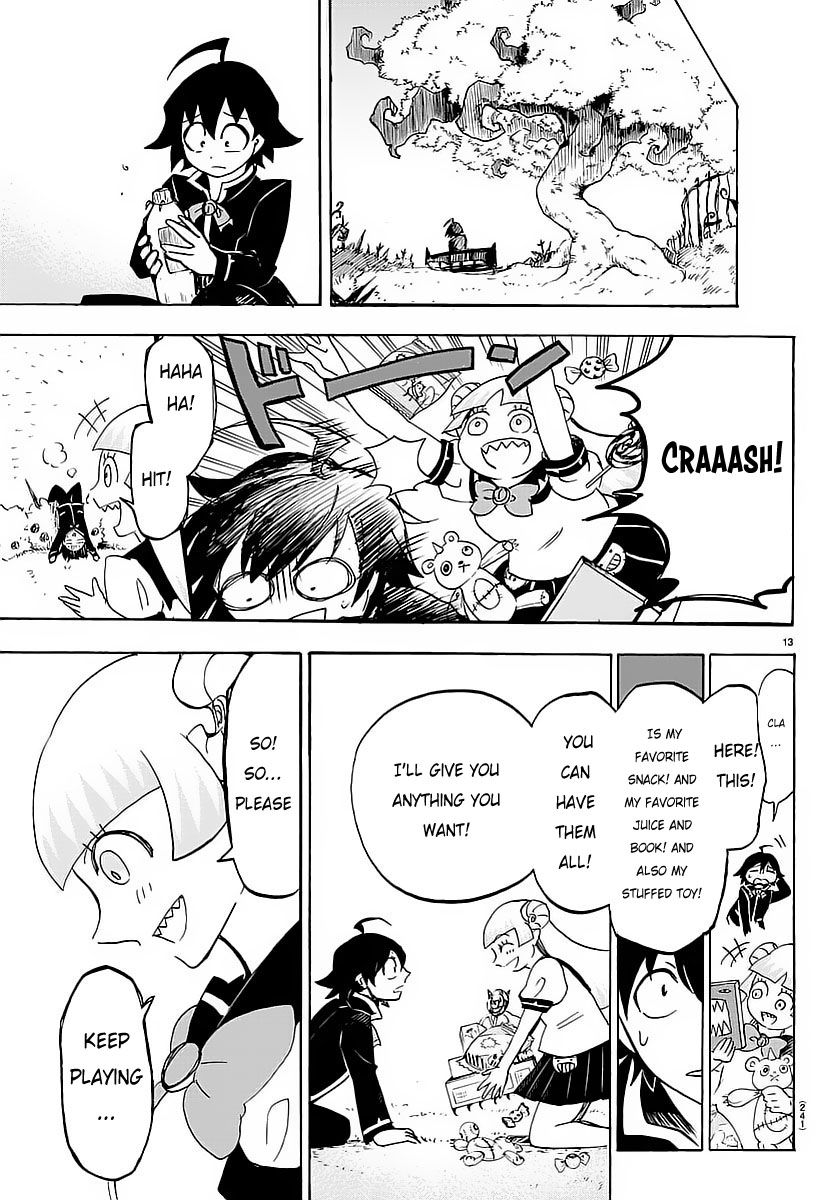 ドーン
CRAAASH!
HAHA
HA!
HIT!
13
CLA
...
HERE!
THIS!
IS MY
FAVORITE
SNACK! AND
MY FAVORITE
JUICE AND
BOOK! AND
ALSO MY
STUFFED TOY!
YOU
CAN
HAVE
THEM
ALL!
I'LL GIVE YOU
ANYTHING YOU
WANT!
SO!
SO...
PLEASE
KEEP
PLAYING
...
(241)